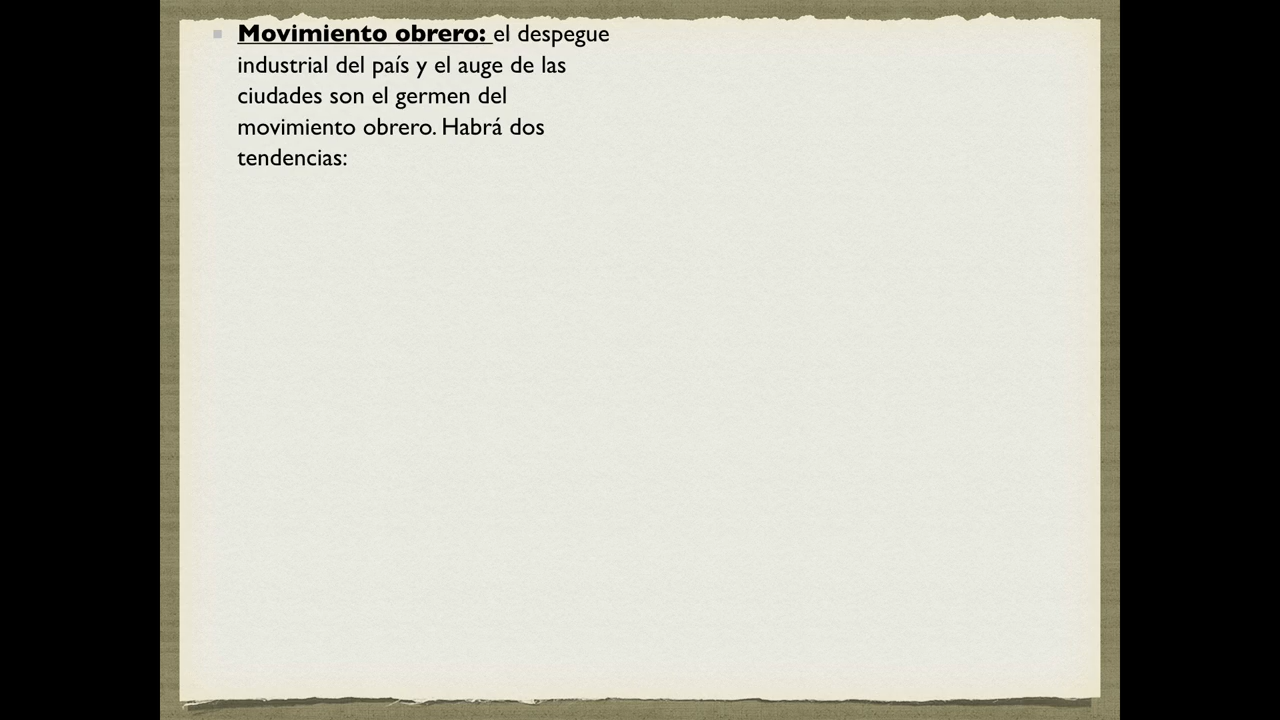 Movimiento obrero: el despegue
industrial del país y el auge de las
ciudades son el germen del
movimiento obrero. Habrá dos
tendencias: